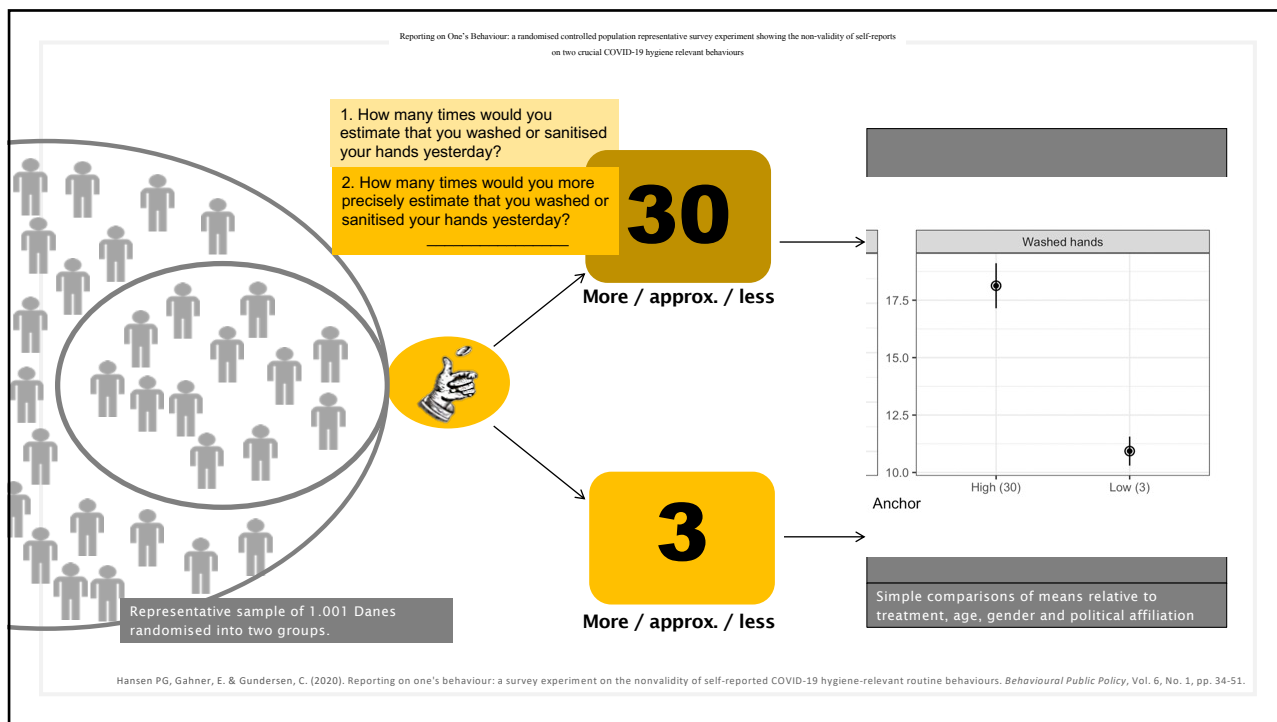 Reporting on One's Behaviour: a randomised controlled population representative survey experiment showing the non-validity of self-reports
on two crucial COVID-19 hygiene relevant behaviours
1. How many times would you
estimate that you washed or sanitised
your hands yesterday?
2. How many times would you more
precisely estimate that you washed or
sanitised your hands yesterday?
________________
30
More / approx. / less
3
More / approx. / less
Washed hands
17.5
15.0
12.5
10.0
High (30) Low (3)
Anchor
Representative sample of 1.001 Danes
randomised into two groups.
Simple comparisons of means relative to
treatment, age, gender and political affiliation
Hansen PG, Gahner, E. & Gundersen, C. (2020). Reporting on one's behaviour: a survey experiment on the nonvalidity of self-reported COVID-19 hygiene-relevant routine behaviours. Behavioural Public Policy, Vol. 6, No. 1, pp. 34-51.